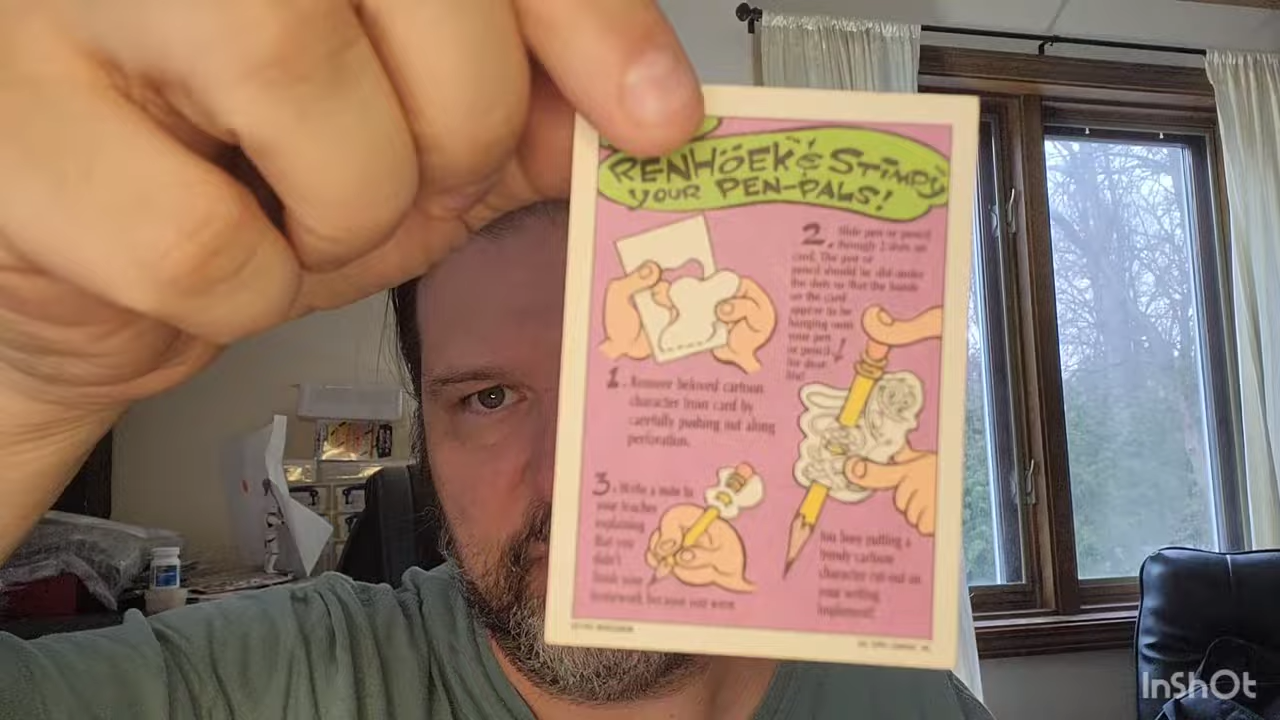 RENHÖEK & STIMPY
YOUR PEN-PALS!
1. Remove beloved cartoon
character from card by
carefully pushing out along
perforation.
2. Slide pen or pencil
through 2 slots on
card. The pen or
pencil should be slid under
the slots so that the hands
on the card
appear to be
hanging onto
your pen
or pencil
for dear
life!
3. Write a note to
your teacher
explaining
that you
didn't
finish your
homework because you were
too busy putting a
trendy cartoon
character cut-out on
your writing
implement!
InShOt